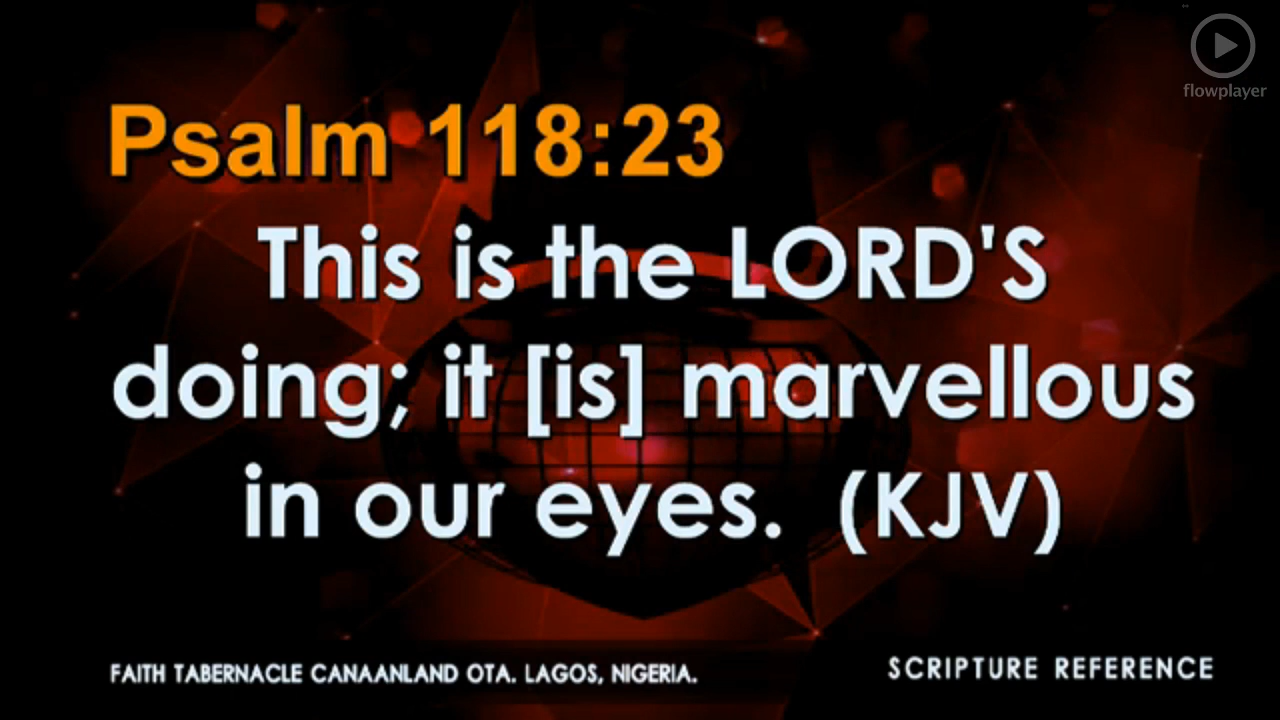 flowplayer
Psalm 118:23
This is the LORD'S
doing; it [is] marvellous
in our eyes. (KJV)
FAITH TABERNACLE CANAANLAND OTA. LAGOS, NIGERIA.
SCRIPTURE REFERENCE